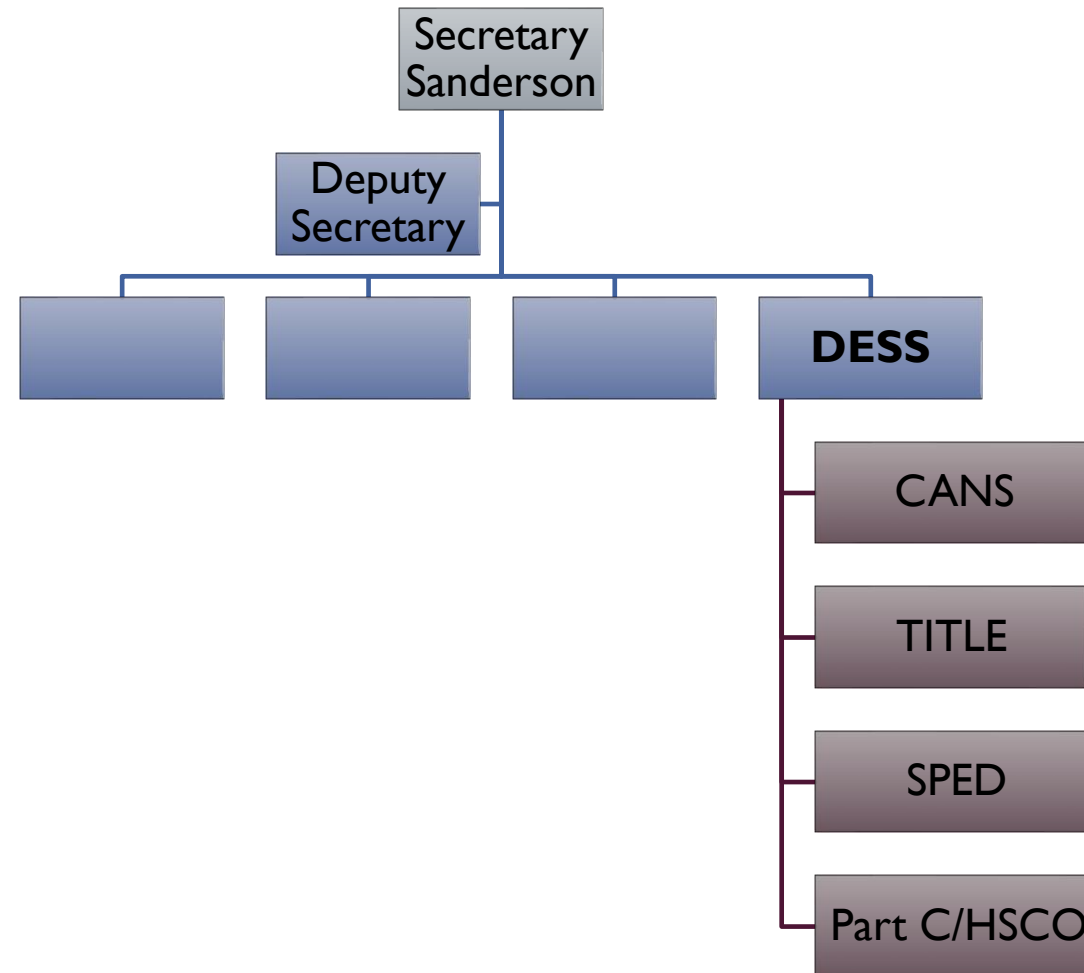 Secretary
Sanderson
Deputy
Secretary
DESS
CANS
TITLE
SPED
Part C/HSCO